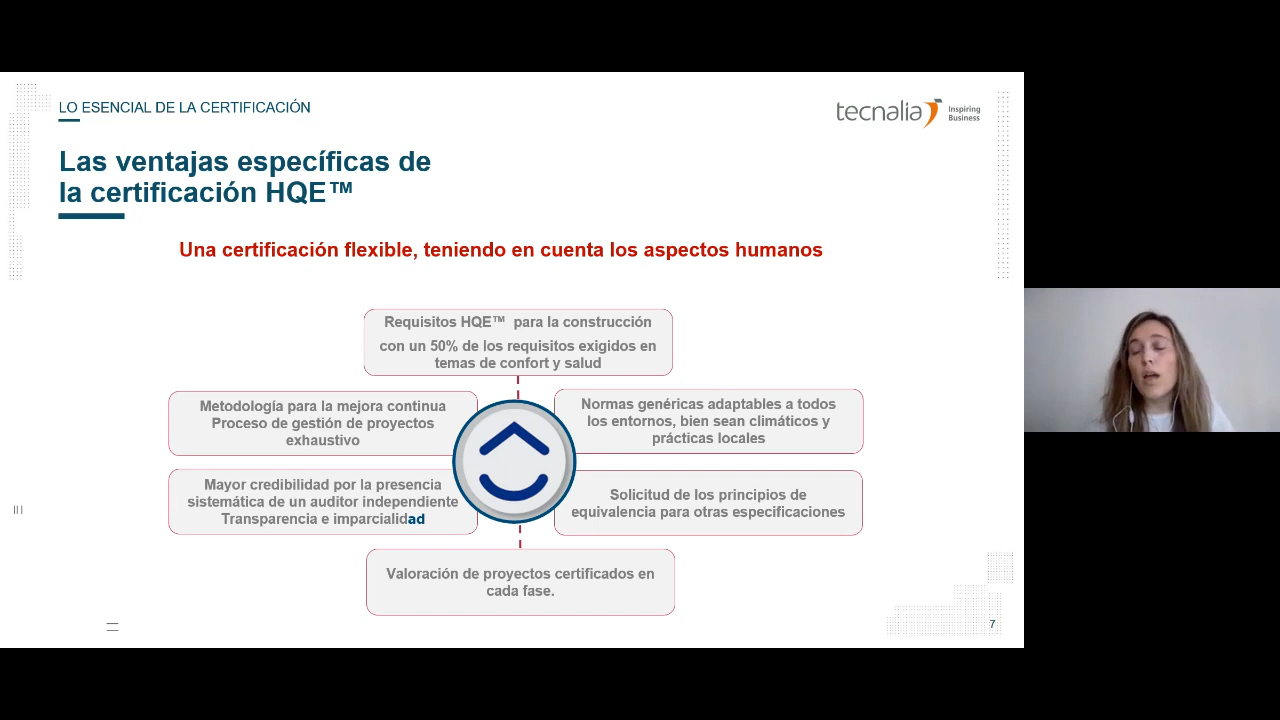 LO ESENCIAL DE LA CERTIFICACIÓN
tecnalia Inspiring
Business
Las ventajas específicas de
la certificación HQE™
Una certificación flexible, teniendo en cuenta los aspectos humanos
Requisitos HQE™ para la construcción
con un 50% de los requisitos exigidos en
temas de confort y salud
Metodología para la mejora continua
Proceso de gestión de proyectos
exhaustivo
Normas genéricas adaptables a todos
los entornos, bien sean climáticos y
prácticas locales
Mayor credibilidad por la presencia
sistemática de un auditor independiente
Transparencia e imparcialidad
Solicitud de los principios de
equivalencia para otras especificaciones
Valoración de proyectos certificados en
cada fase.
7